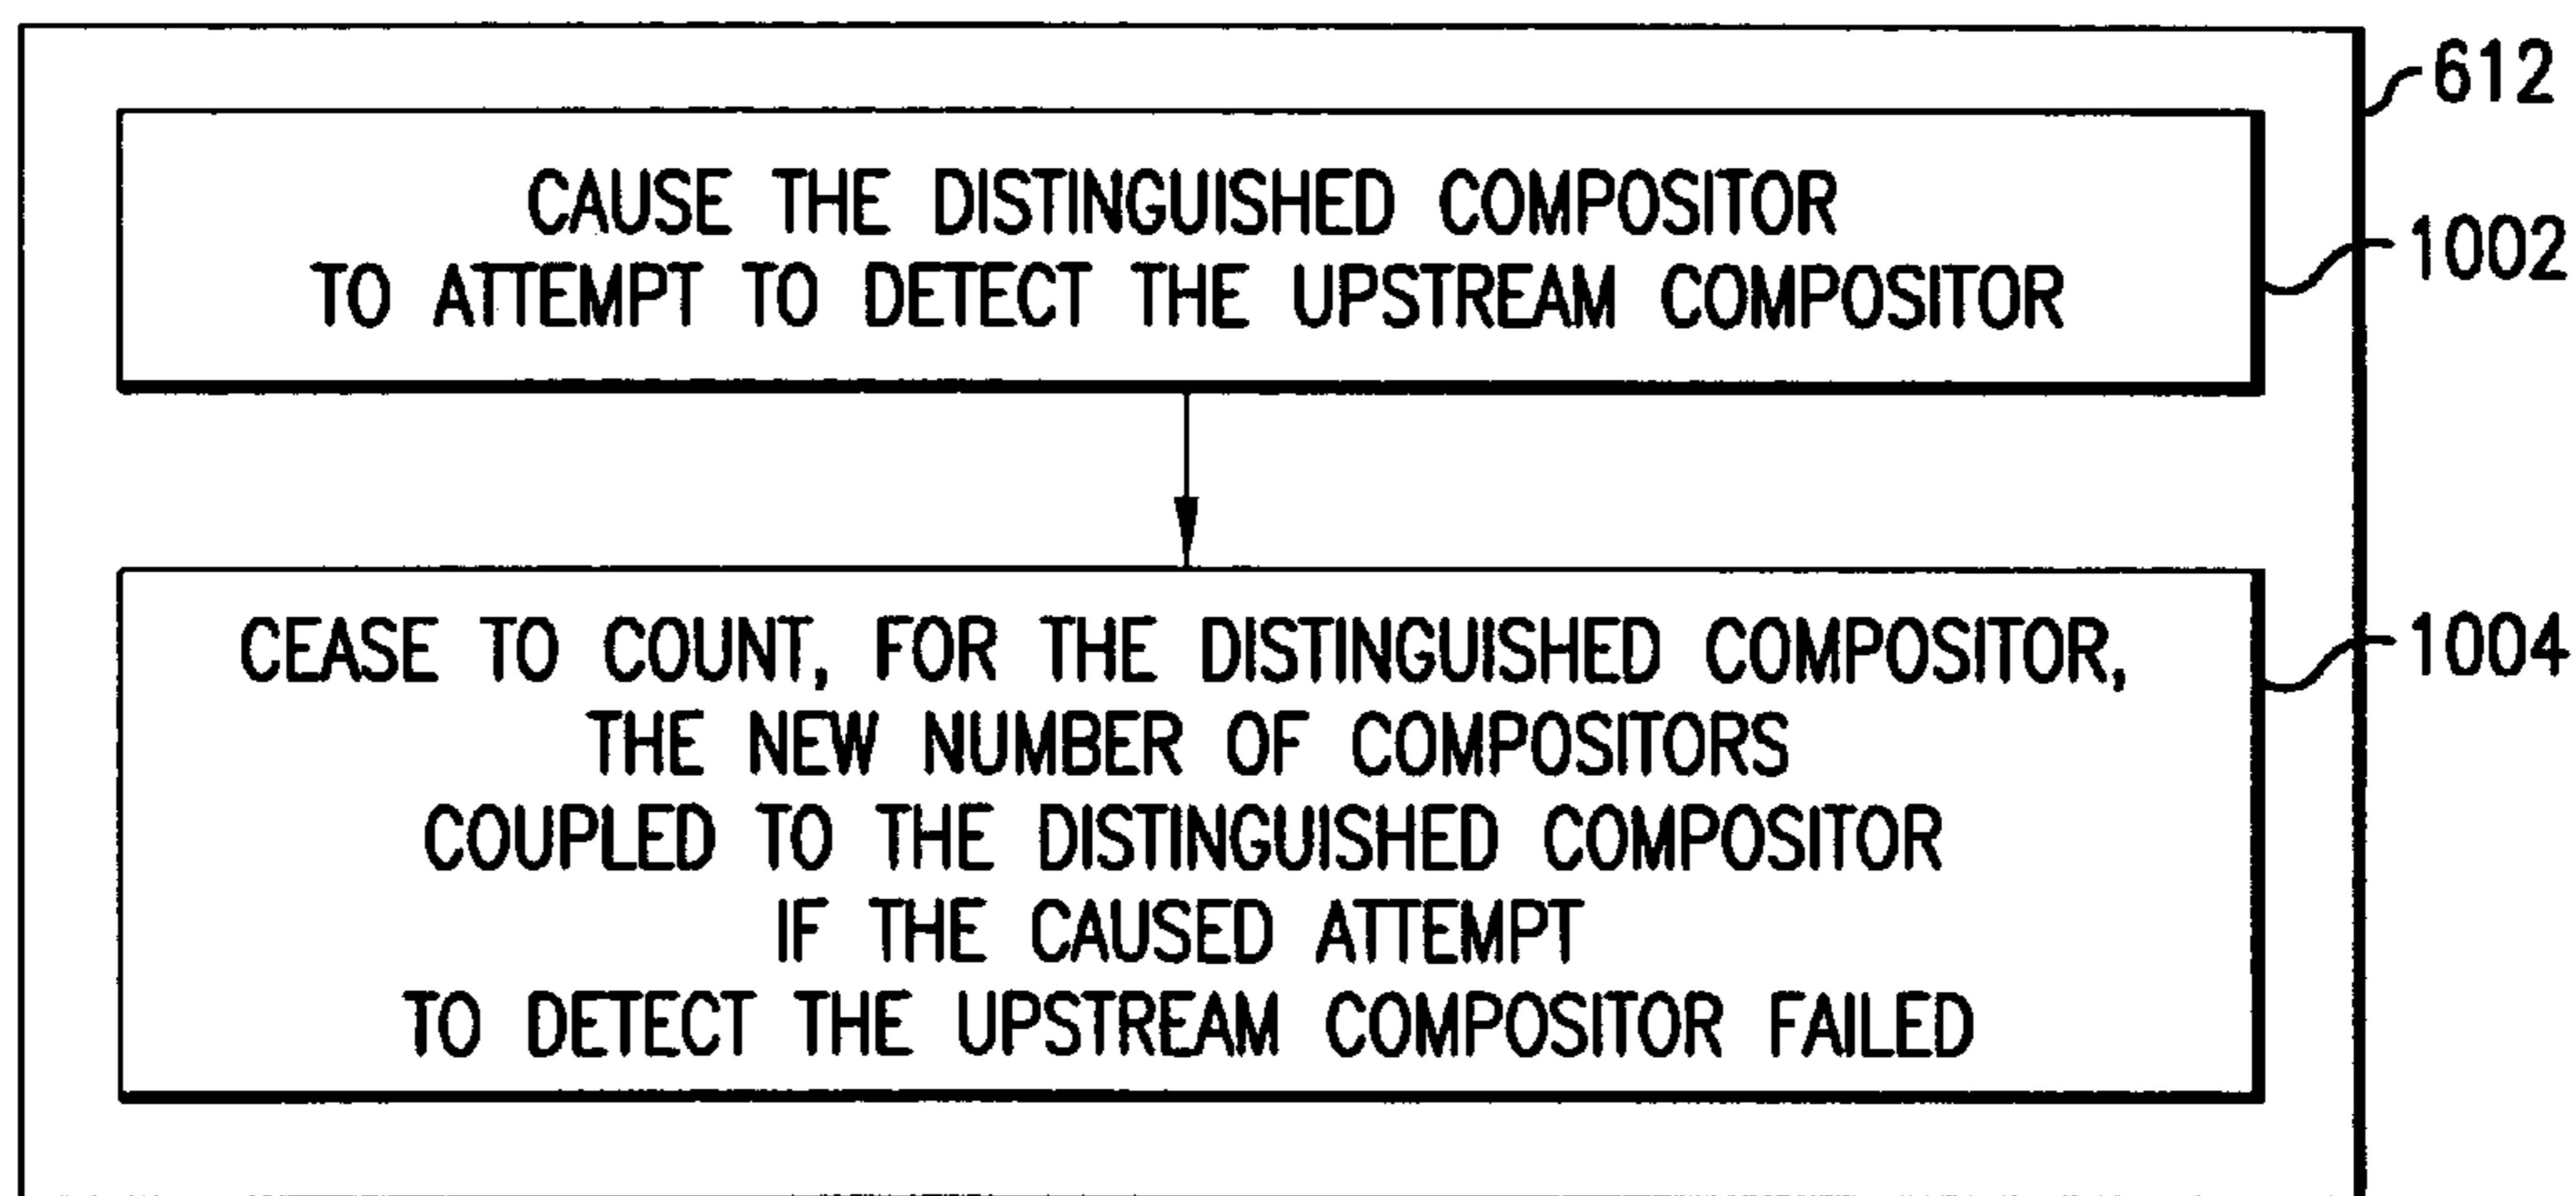 612
CAUSE THE DISTINGUISHED COMPOSITOR
TO ATTEMPT TO DETECT THE UPSTREAM COMPOSITOR
1002
CEASE TO COUNT, FOR THE DISTINGUISHED COMPOSITOR,
THE NEW NUMBER OF COMPOSITORS
COUPLED TO THE DISTINGUISHED COMPOSITOR
IF THE CAUSED ATTEMPT
TO DETECT THE UPSTREAM COMPOSITOR FAILED
1004